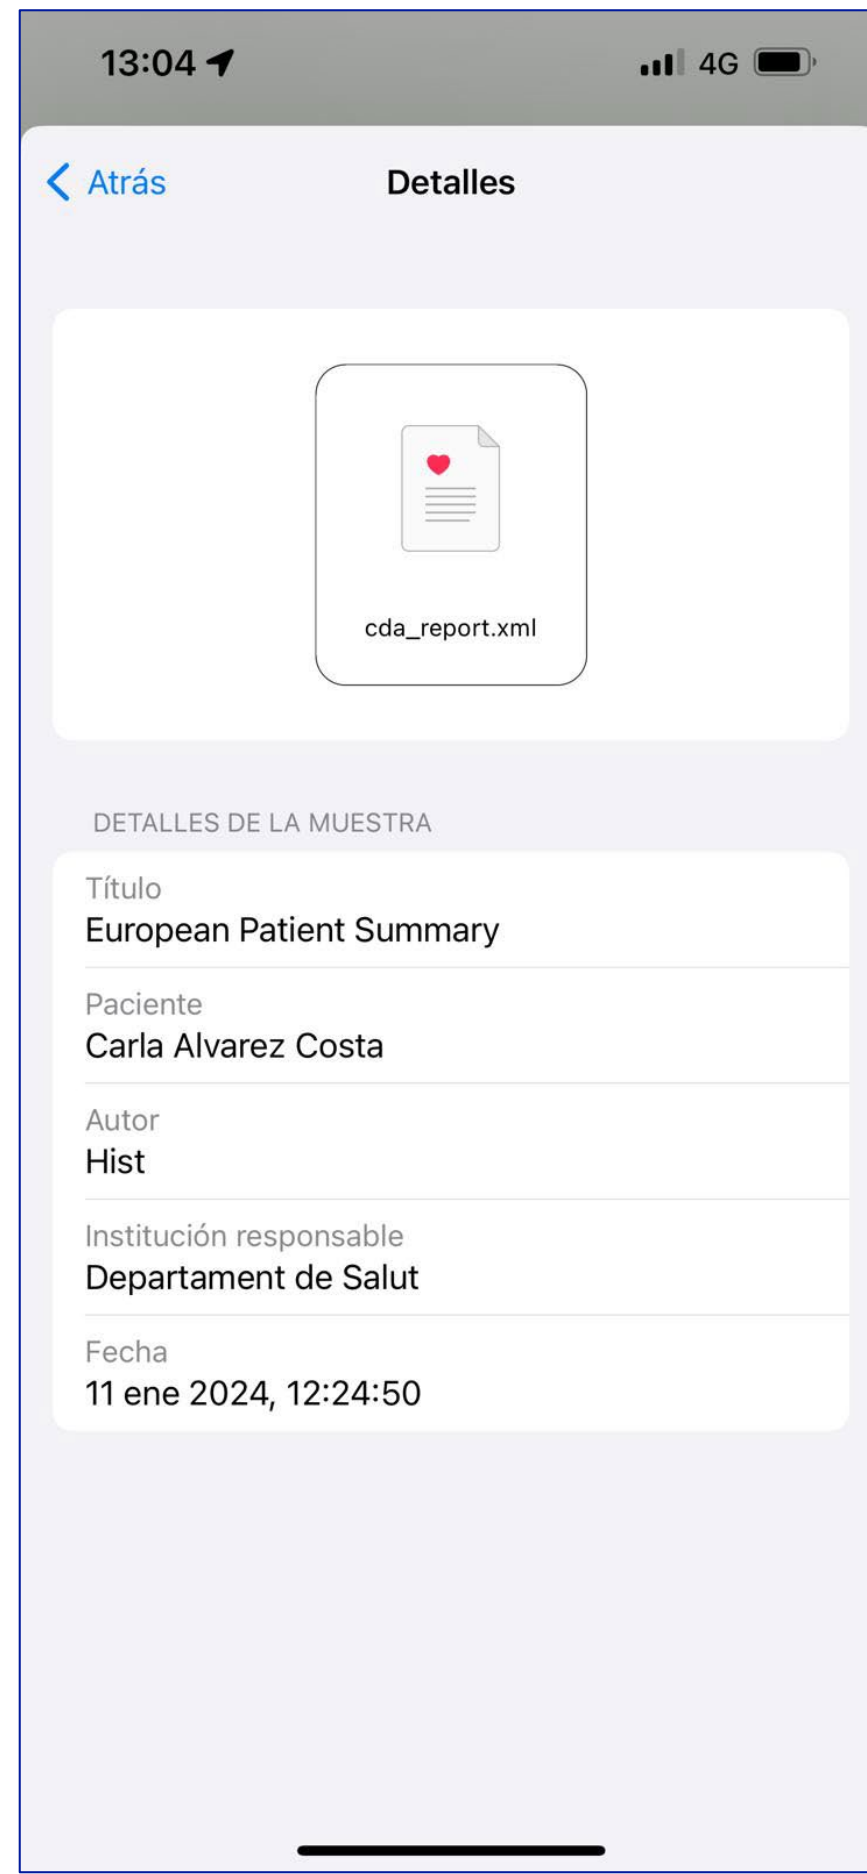 13:04
4G
Atrás
Detalles
cda_report.xml
DETALLES DE LA MUESTRA
Título
European Patient Summary
Paciente
Carla Alvarez Costa
Autor
Hist
Institución responsable
Departament de Salut
Fecha
11 ene 2024, 12:24:50